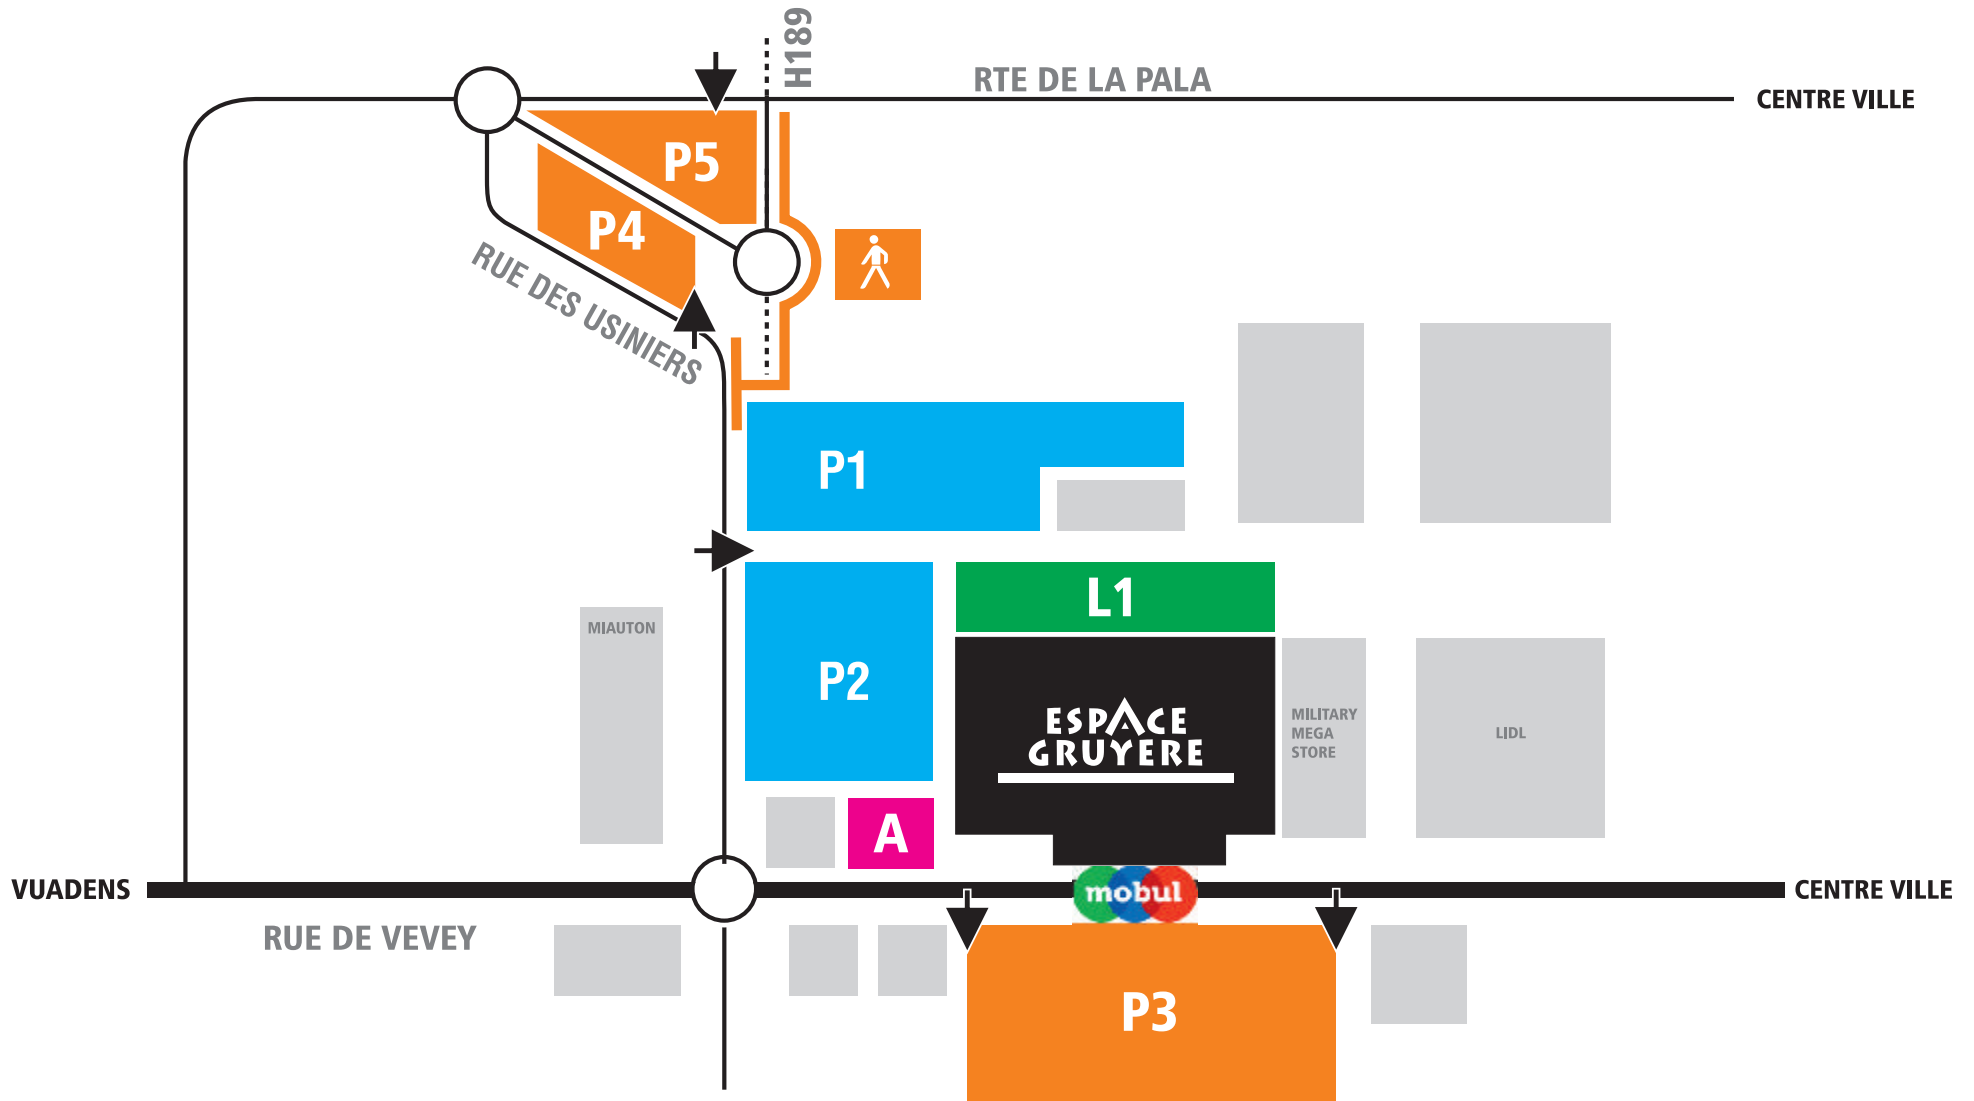 H189
RTE DE LA PALA
CENTRE VILLE
P5
P4
RUE DES USINIERS
P1
L1
MIAUTON
P2
ESPACE
GRUYERE
MILITARY
MEGA
STORE
LIDL
A
VUADENS
mobul
CENTRE VILLE
RUE DE VEVEY
P3